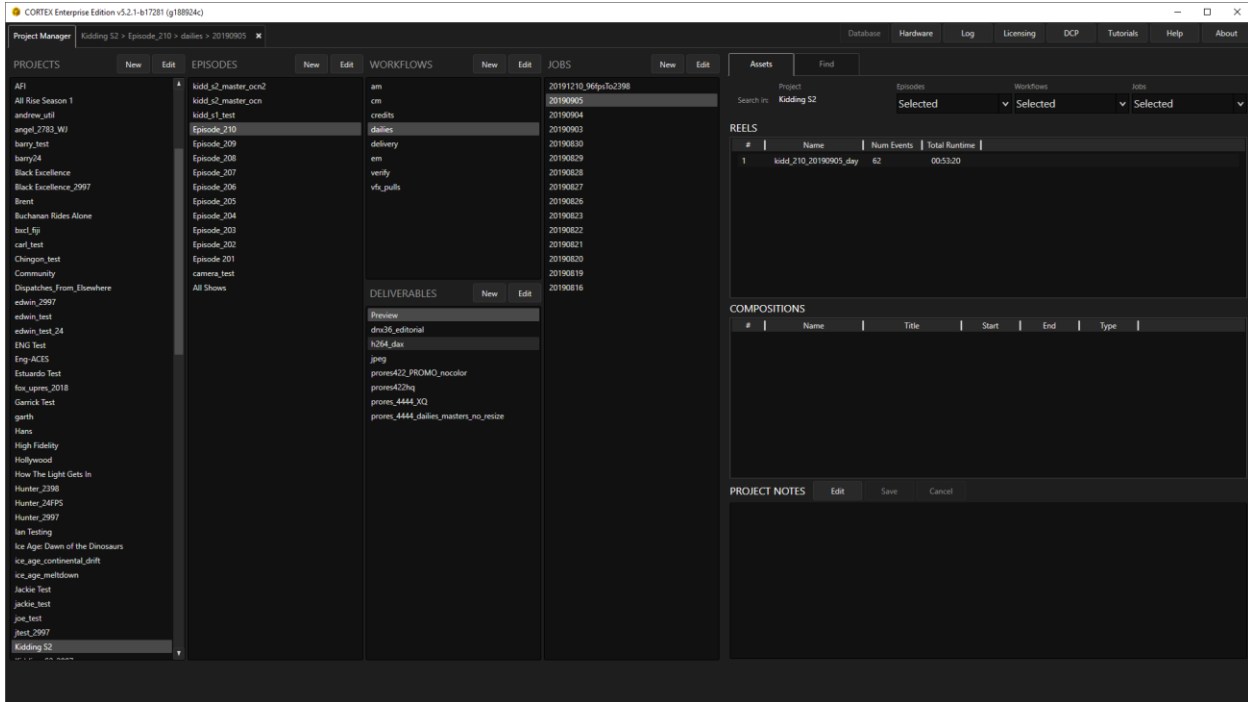 CORTEX Enterprise Edition v5.2.1-b17281 (g188924c)
Project Manager
Kidding S2 > Episode_210 > dailies > 20190905
Database
Hardware
Log
Licensing
DCP
Tutorials
Help
About
PROJECTS
New
Edit
AFI
All Rise Season 1
andrew_util
angel_2783_WJ
barry_test
barry24
Black Excellence
Black Excellence_2997
Brent
Buchanan Rides Alone
bxcl_fiji
carl_test
Chingon_test
Community
Dispatches_From_Elsewhere
edwin_2997
edwin_test
edwin_test_24
ENG Test
Eng-ACES
Estuardo Test
fox_upres_2018
Garrick Test
garth
Hans
High Fidelity
Hollywood
How The Light Gets In
Hunter_2398
Hunter_24FPS
Hunter_2997
Ian Testing
Ice Age: Dawn of the Dinosaurs
ice_age_continental_drift
ice_age_meltdown
Jackie Test
jackie_test
joe_test
jtest_2997
Kidding S2
EPISODES
New
Edit
kidd_s2_master_ocn2
kidd_s2_master_ocn
kidd_s1_test
Episode_210
Episode_209
Episode_208
Episode_207
Episode_206
Episode_205
Episode_204
Episode_203
Episode_202
Episode 201
camera_test
All Shows
WORKFLOWS
New
Edit
am
cm
credits
dailies
delivery
em
verify
vfx_pulls
DELIVERABLES
New
Edit
Preview
dnx36_editorial
h264_dax
jpeg
prores422_PROMO_nocolor
prores422hq
prores_4444_XQ
prores_4444_dailies_masters_no_resize
JOBS
New
Edit
20191210_96fpsTo2398
20190905
20190904
20190903
20190830
20190829
20190828
20190827
20190826
20190823
20190822
20190821
20190820
20190819
20190816
Assets
Find
Project
Episodes
Workflows
Jobs
Search in:
Kidding S2
Selected
Selected
Selected
REELS
# Name Num Events Total Runtime
1 kidd_210_20190905_day 62 00:53:20
COMPOSITIONS
# Name Title Start End Type
PROJECT NOTES
Edit
Save
Cancel